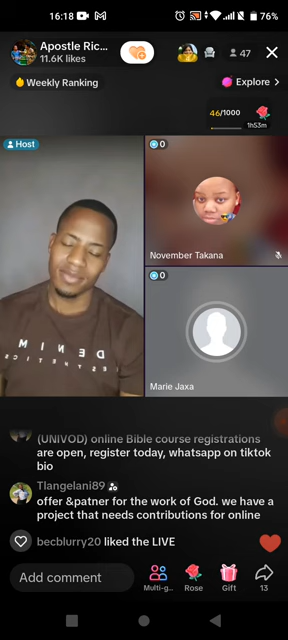 16:18
76%
Apostle Ric...
11.6K likes
47
Weekly Ranking
Explore >
46/1000
1h53m
Host
0
November Takana
0
Marie Jaxa
DENIM
(UNIVOD) online Bible course registrations
are open, register today, whatsapp on tiktok
bio
Tlangelani89
offer &patner for the work of God. we have a
project that needs contributions for online
becblurry20 liked the LIVE
Add comment
Multi-g...
Rose
Gift
13